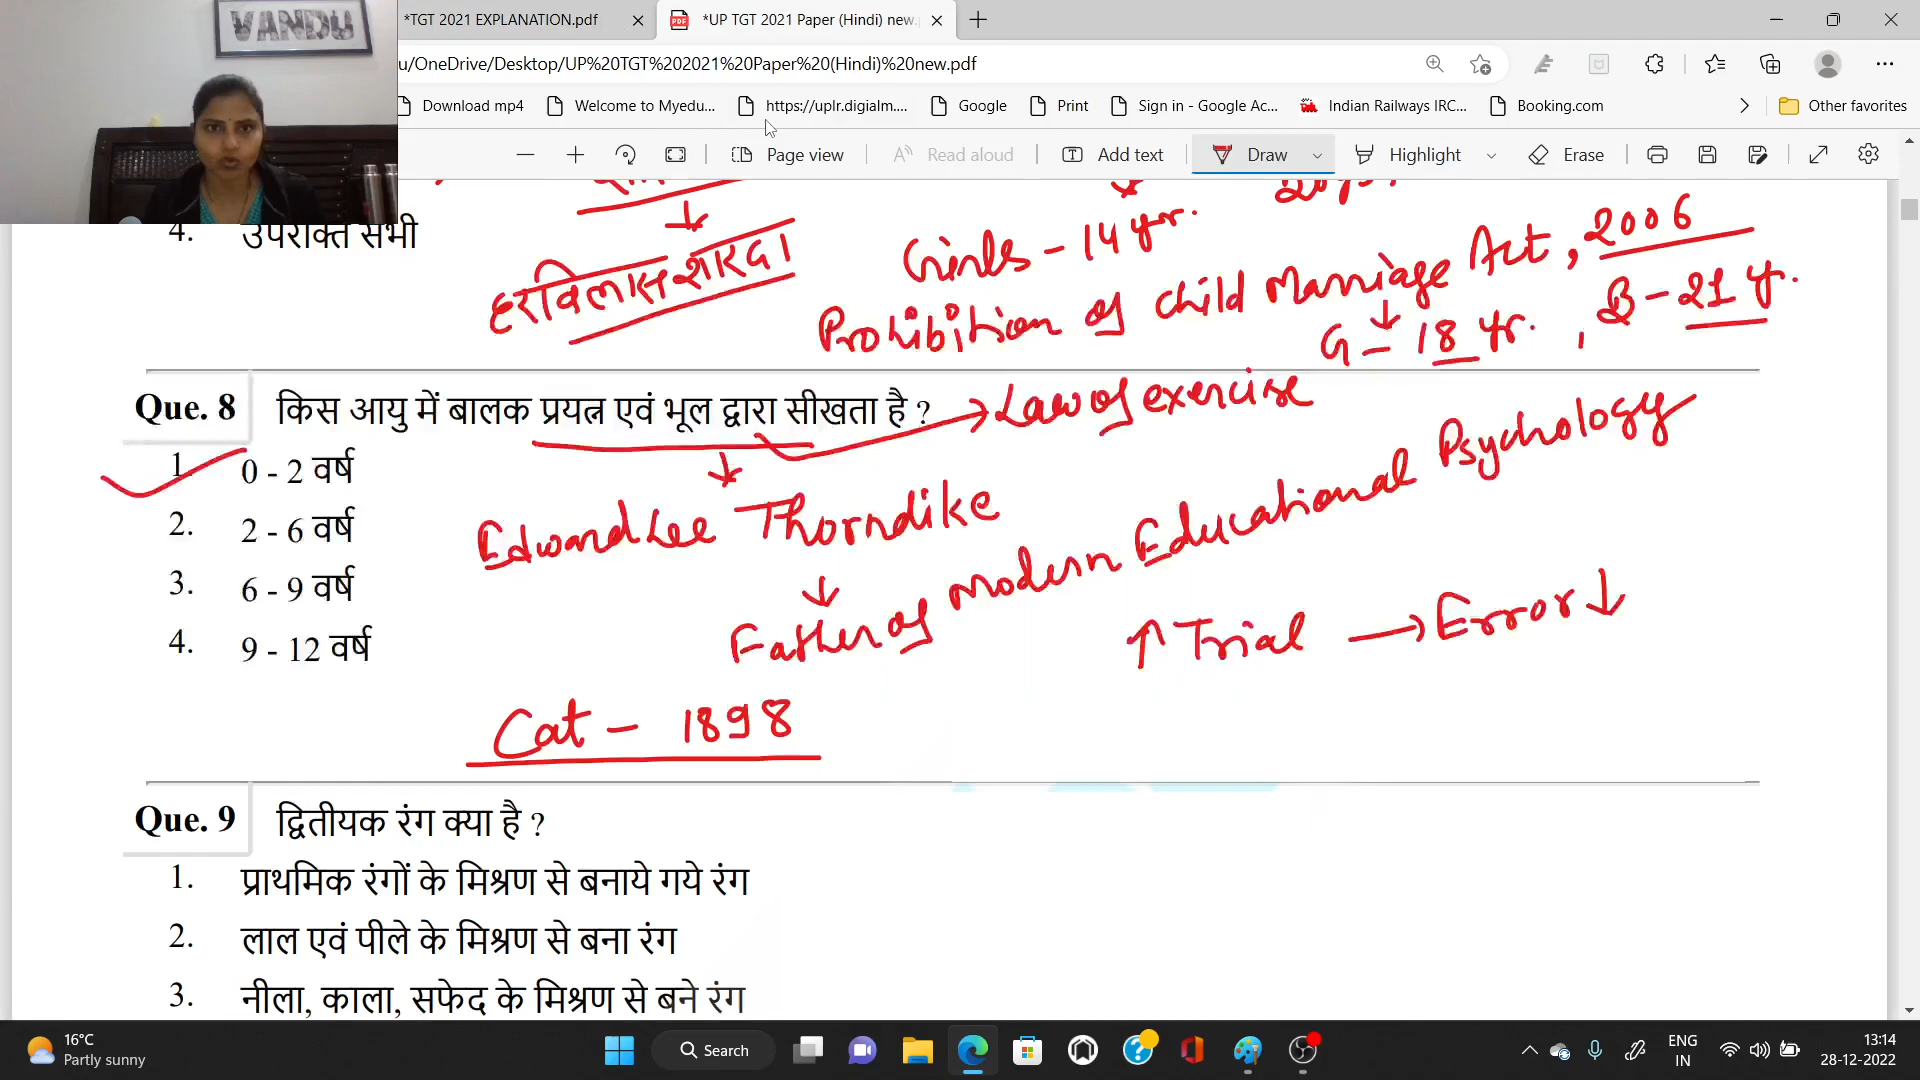 VANDU
*TGT 2021 EXPLANATION.pdf
*UP TGT 2021 Paper (Hindi) new.p
u/OneDrive/Desktop/UP%20TGT%202021%20Paper%20(Hindi)%20new.pdf
Download mp4 Welcome to Myedu... https://uplr.digialm.... Google Print Sign in - Google Ac... Indian Railways IRC... Booking.com Other favorites
Page view Read aloud Add text Draw Highlight Erase
4. उपरोक्त सभी
हरविलास शारदा
Girls - 14 yr.
Prohibition of Child Marriage Act, 2006
G - 18 yr. , B - 21 yr.
Que. 8 किस आयु में बालक प्रयत्न एवं भूल द्वारा सीखता है ?
Law of exercise
1. 0 - 2 वर्ष
2. 2 - 6 वर्ष
3. 6 - 9 वर्ष
4. 9 - 12 वर्ष
Edward Lee Thorndike
Father of Modern Educational Psychology
↑ Trial → Error ↓
Cat - 1898
Que. 9 द्वितीयक रंग क्या है ?
1. प्राथमिक रंगों के मिश्रण से बनाये गये रंग
2. लाल एवं पीले के मिश्रण से बना रंग
3. नीला, काला, सफेद के मिश्रण से बने रंग
16°C
Partly sunny
Search
ENG
IN
13:14
28-12-2022